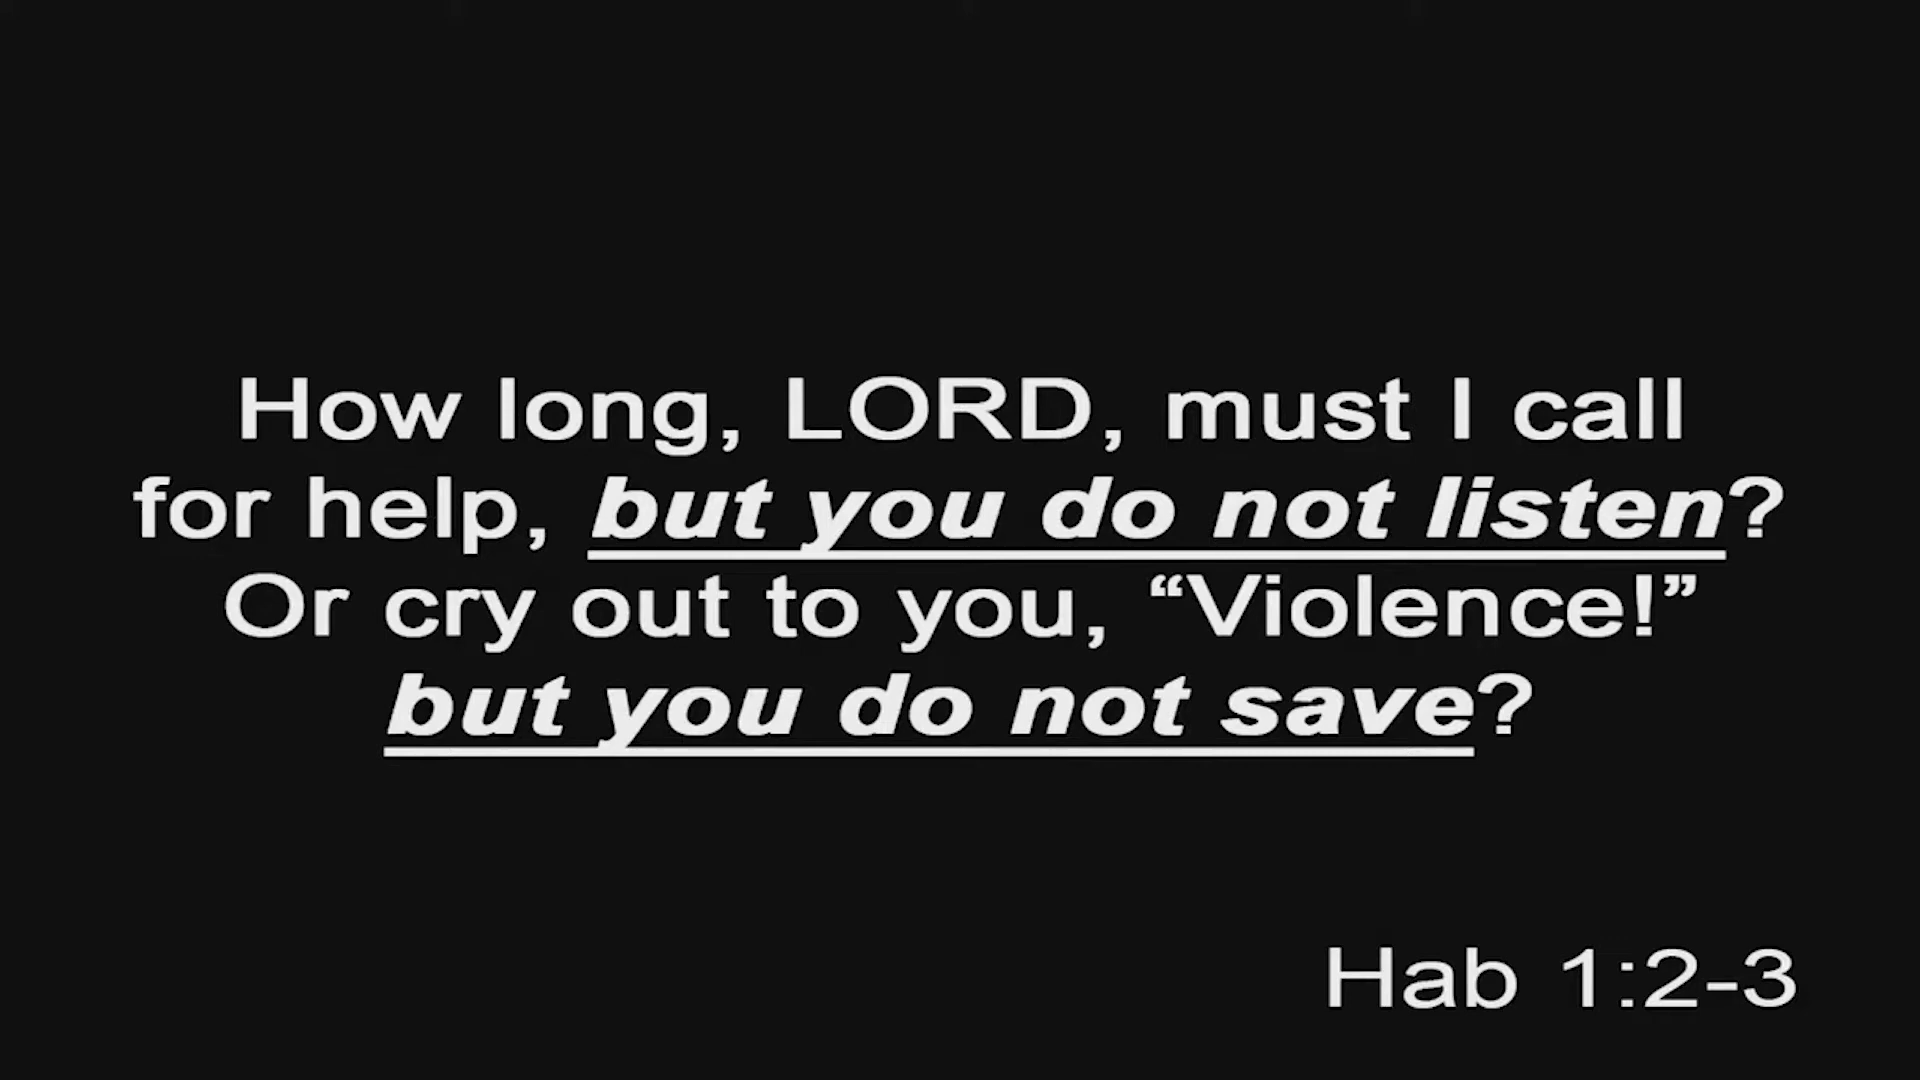 How long, LORD, must I call
for help, but you do not listen?
Or cry out to you, “Violence!”
but you do not save?
Hab 1:2-3